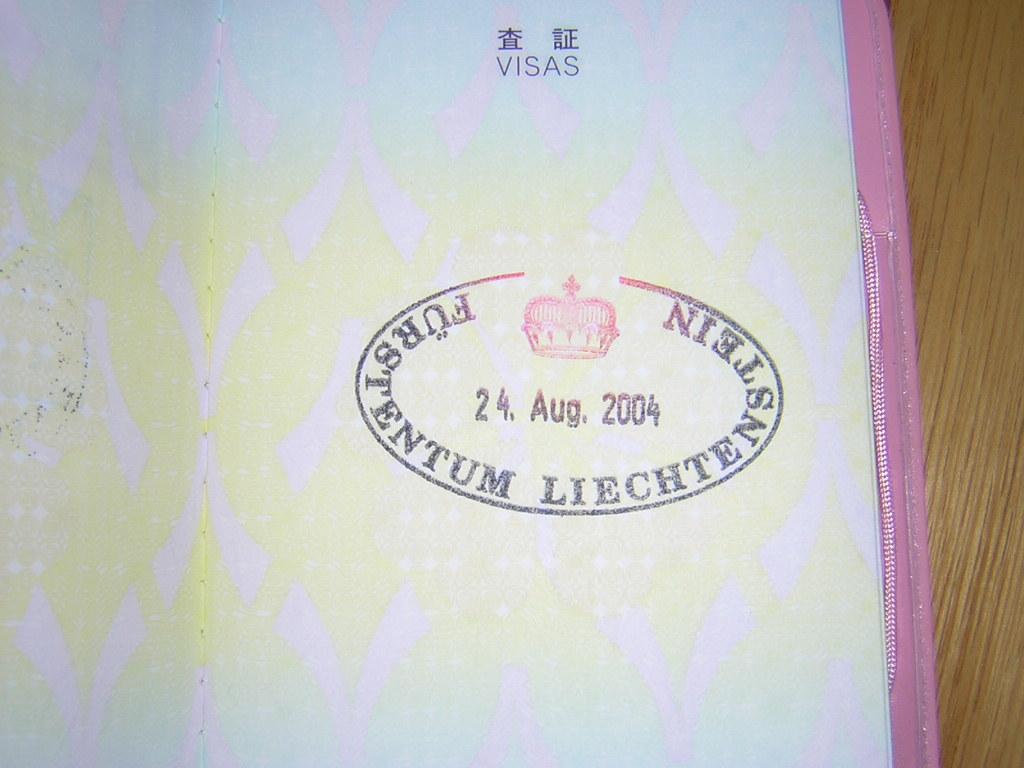 査 証
VISAS
FÜRSTENTUM LIECHTENSTEIN
24. Aug. 2004